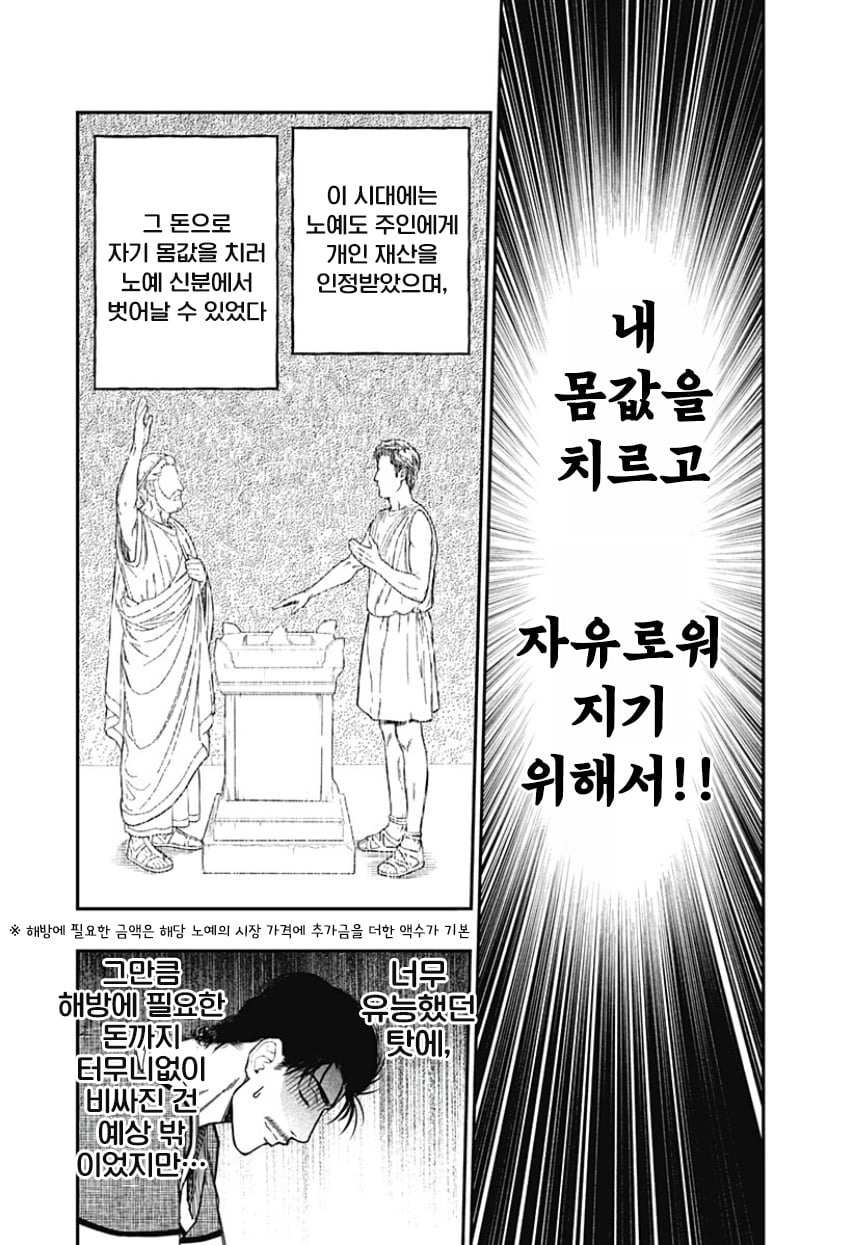 내
몸값을
치르고
자유로워
지기
위해서!!
이 시대에는
노예도 주인에게
개인 재산을
인정받았으며,
그 돈으로
자기 몸값을 치러
노예 신분에서
벗어날 수 있었다
※ 해방에 필요한 금액은 해당 노예의 시장 가격에 추가금을 더한 액수가 기본
너무
유능했던
탓에,
그만큼
해방에 필요한
돈까지
터무니없이
비싸진 건
예상 밖
이었지만…